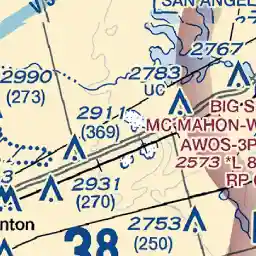 SAN ANGEL
2767
2990
(273)
2783
UC
2911
(369)
BIG S
MC MAHON-W
AWOS-3P
2573 *L 8
RP
2931
(270)
nton
38
2753
(250)